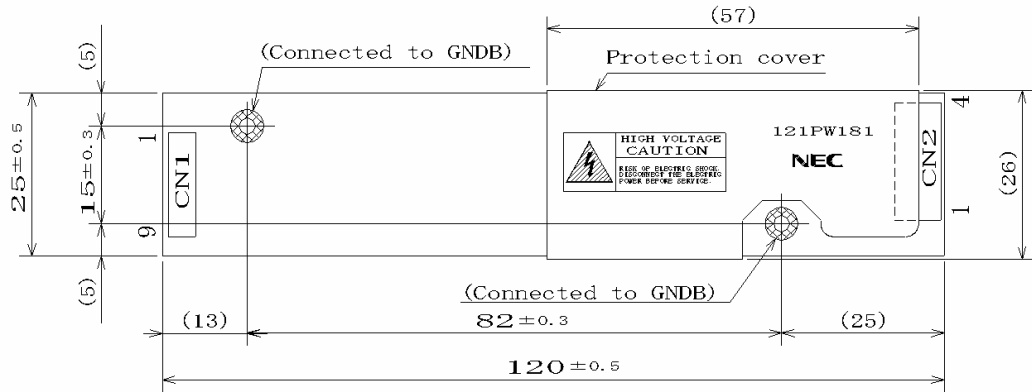 (57)
(5)
(Connected to GNDB)
Protection cover
1
4
25±0.5
15±0.3
CN1
HIGH VOLTAGE
CAUTION
RISK OF ELECTRIC SHOCK.
DISCONNECT THE ELECTRIC
POWER BEFORE SERVICE.
121PW181
NEC
CN2
(26)
9
1
(5)
(Connected to GNDB)
(13)
82±0.3
(25)
120±0.5